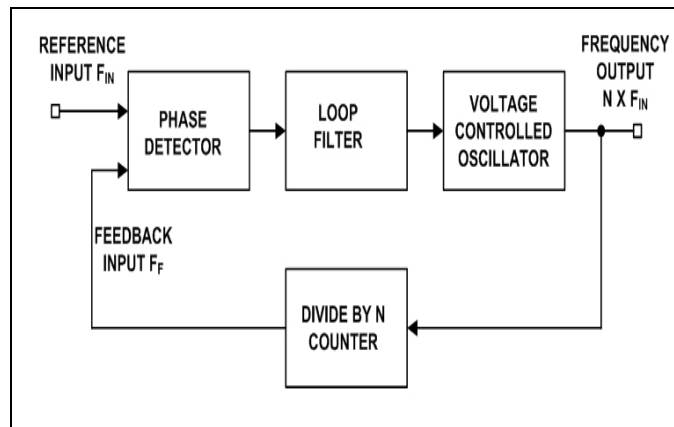 REFERENCE
INPUT FIN
PHASE
DETECTOR
LOOP
FILTER
VOLTAGE
CONTROLLED
OSCILLATOR
FREQUENCY
OUTPUT
N X FIN
FEEDBACK
INPUT FF
DIVIDE BY N
COUNTER